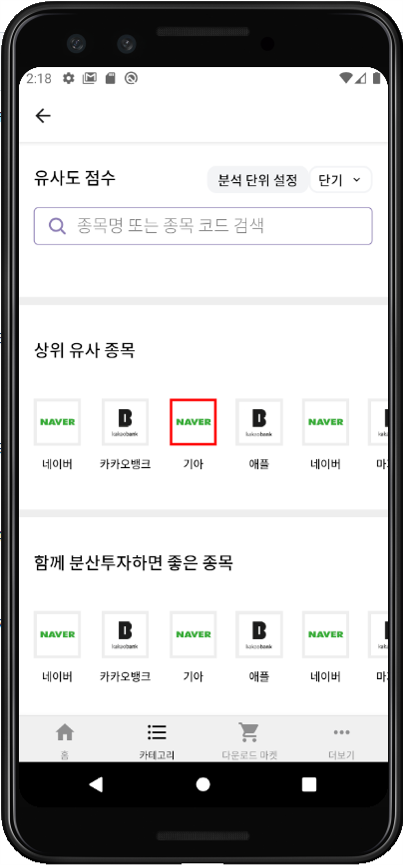 2:18
유사도 점수
분석 단위 설정
단기
종목명 또는 종목 코드 검색
상위 유사 종목
NAVER
B kakaobank
NAVER
B kakaobank
NAVER
네이버
카카오뱅크
기아
애플
네이버
함께 분산투자하면 좋은 종목
NAVER
B kakaobank
NAVER
B kakaobank
NAVER
네이버
카카오뱅크
기아
애플
네이버
홈
카테고리
다운로드 마켓
더보기